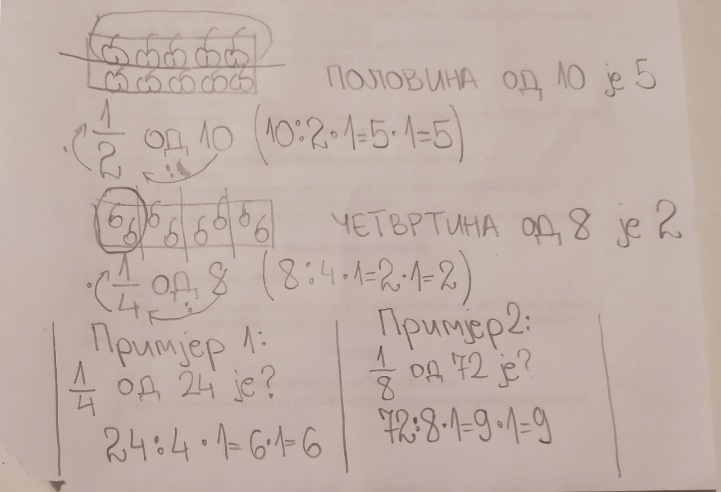 ПОЛОВИНА ОД 10 је 5
1/2 ОД 10 (10:2·1=5·1=5)
ЧЕТВРТИНА ОД 8 је 2
1/4 ОД 8 (8:4·1=2·1=2)
Примјер 1:
1/4 ОД 24 је?
24:4·1=6·1=6
Примјер 2:
1/8 ОД 72 је?
72:8·1=9·1=9